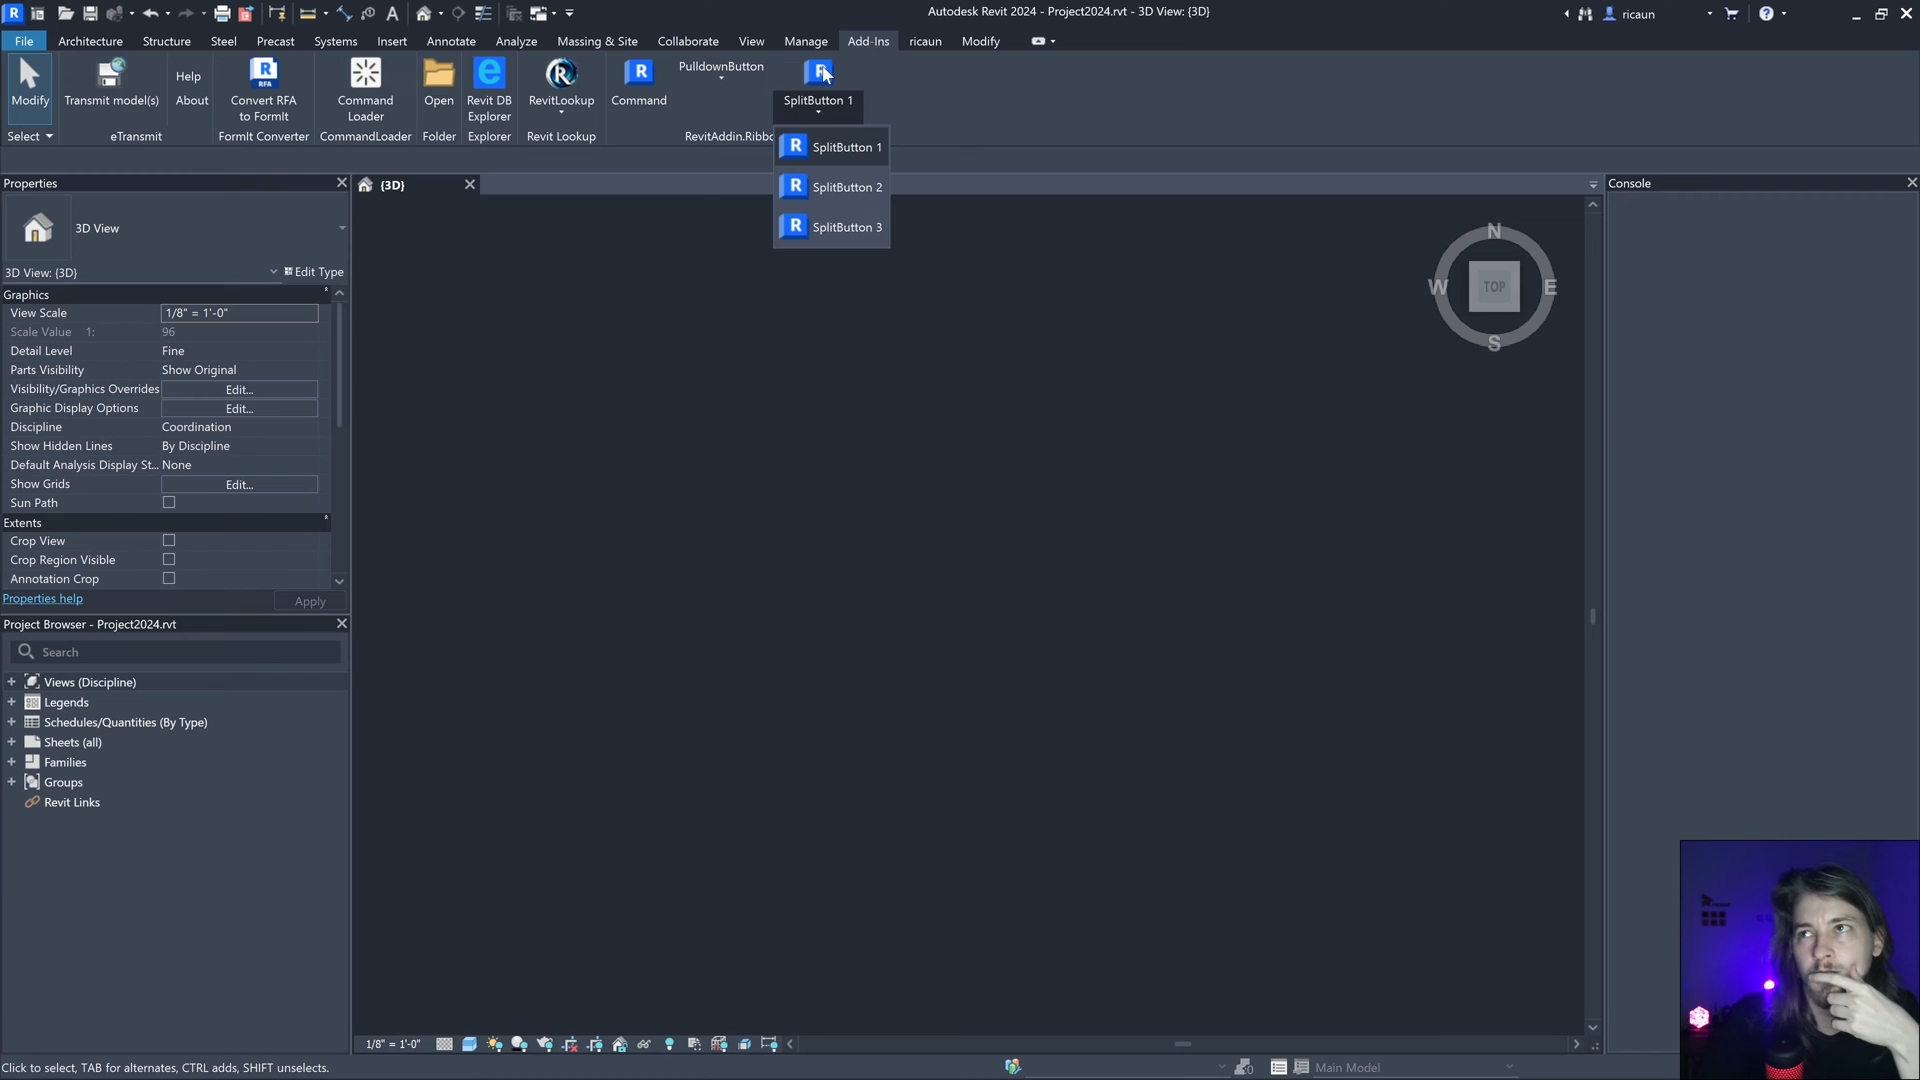 Autodesk Revit 2024 - Project2024.rvt - 3D View: {3D}
ricaun
File
Architecture
Structure
Steel
Precast
Systems
Insert
Annotate
Analyze
Massing & Site
Collaborate
View
Manage
Add-Ins
ricaun
Modify
Modify
Select
Transmit model(s)
Help
About
eTransmit
Convert RFA
to FormIt
FormIt Converter
Command
Loader
CommandLoader
Open
Folder
Revit DB
Explorer
Explorer
RevitLookup
Revit Lookup
Command
PulldownButton
SplitButton 1
RevitAddin.Ribbo
SplitButton 1
SplitButton 2
SplitButton 3
Properties
3D View
3D View: {3D}
Edit Type
Graphics
View Scale
1/8" = 1'-0"
Scale Value 1:
96
Detail Level
Fine
Parts Visibility
Show Original
Visibility/Graphics Overrides
Edit...
Graphic Display Options
Edit...
Discipline
Coordination
Show Hidden Lines
By Discipline
Default Analysis Display St...
None
Show Grids
Edit...
Sun Path
Extents
Crop View
Crop Region Visible
Annotation Crop
Properties help
Apply
Project Browser - Project2024.rvt
Search
Views (Discipline)
Legends
Schedules/Quantities (By Type)
Sheets (all)
Families
Groups
Revit Links
{3D}
N
W
TOP
E
S
Console
1/8" = 1'-0"
Click to select, TAB for alternates, CTRL adds, SHIFT unselects.
:0
Main Model